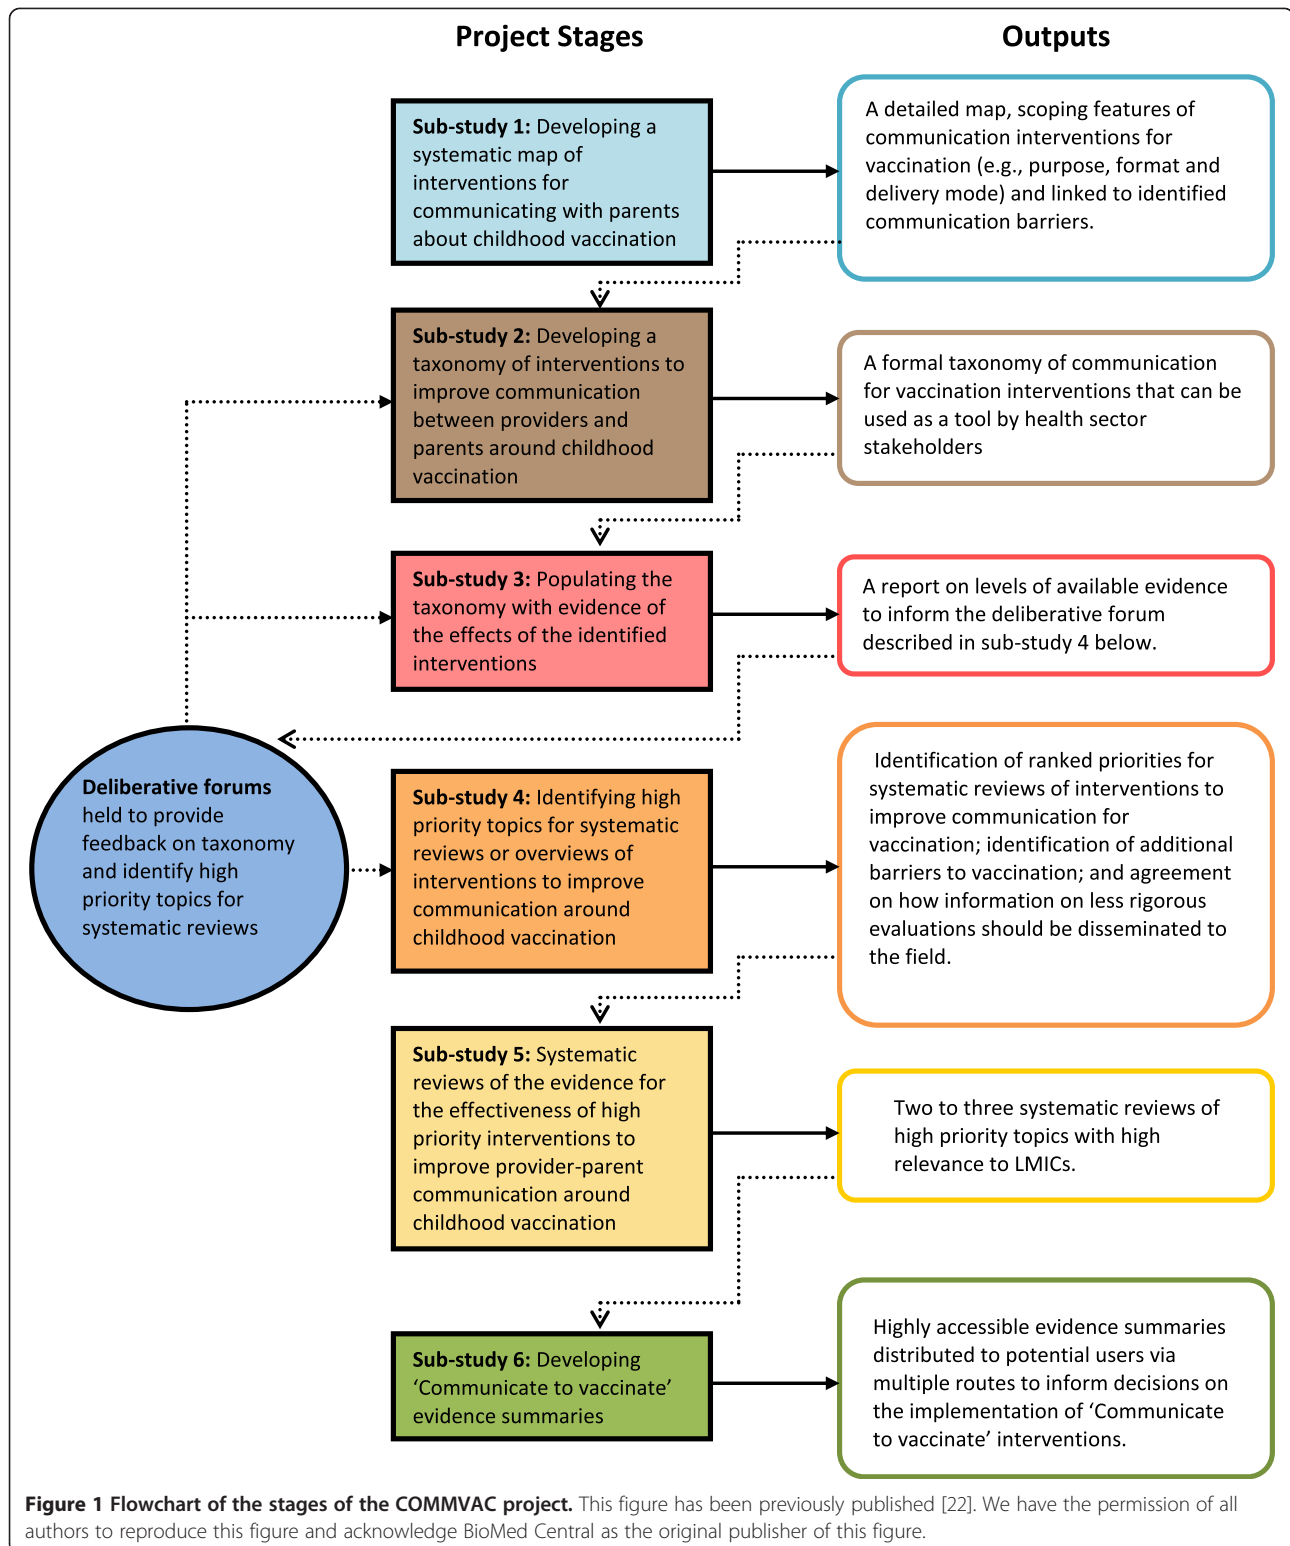 Project Stages
Outputs
Sub-study 1: Developing a
systematic map of
interventions for
communicating with parents
about childhood vaccination
A detailed map, scoping features of
communication interventions for
vaccination (e.g., purpose, format and
delivery mode) and linked to identified
communication barriers.
Sub-study 2: Developing a
taxonomy of interventions to
improve communication
between providers and
parents around childhood
vaccination
A formal taxonomy of communication
for vaccination interventions that can be
used as a tool by health sector
stakeholders
Sub-study 3: Populating the
taxonomy with evidence of
the effects of the identified
interventions
A report on levels of available evidence
to inform the deliberative forum
described in sub-study 4 below.
Deliberative forums
held to provide
feedback on taxonomy
and identify high
priority topics for
systematic reviews
Sub-study 4: Identifying high
priority topics for systematic
reviews or overviews of
interventions to improve
communication around
childhood vaccination
Identification of ranked priorities for
systematic reviews of interventions to
improve communication for
vaccination; identification of additional
barriers to vaccination; and agreement
on how information on less rigorous
evaluations should be disseminated to
the field.
Sub-study 5: Systematic
reviews of the evidence for
the effectiveness of high
priority interventions to
improve provider-parent
communication around
childhood vaccination
Two to three systematic reviews of
high priority topics with high
relevance to LMICs.
Sub-study 6: Developing
‘Communicate to vaccinate’
evidence summaries
Highly accessible evidence summaries
distributed to potential users via
multiple routes to inform decisions on
the implementation of ‘Communicate
to vaccinate’ interventions.
Figure 1 Flowchart of the stages of the COMMVAC project. This figure has been previously published [22]. We have the permission of all
authors to reproduce this figure and acknowledge BioMed Central as the original publisher of this figure.